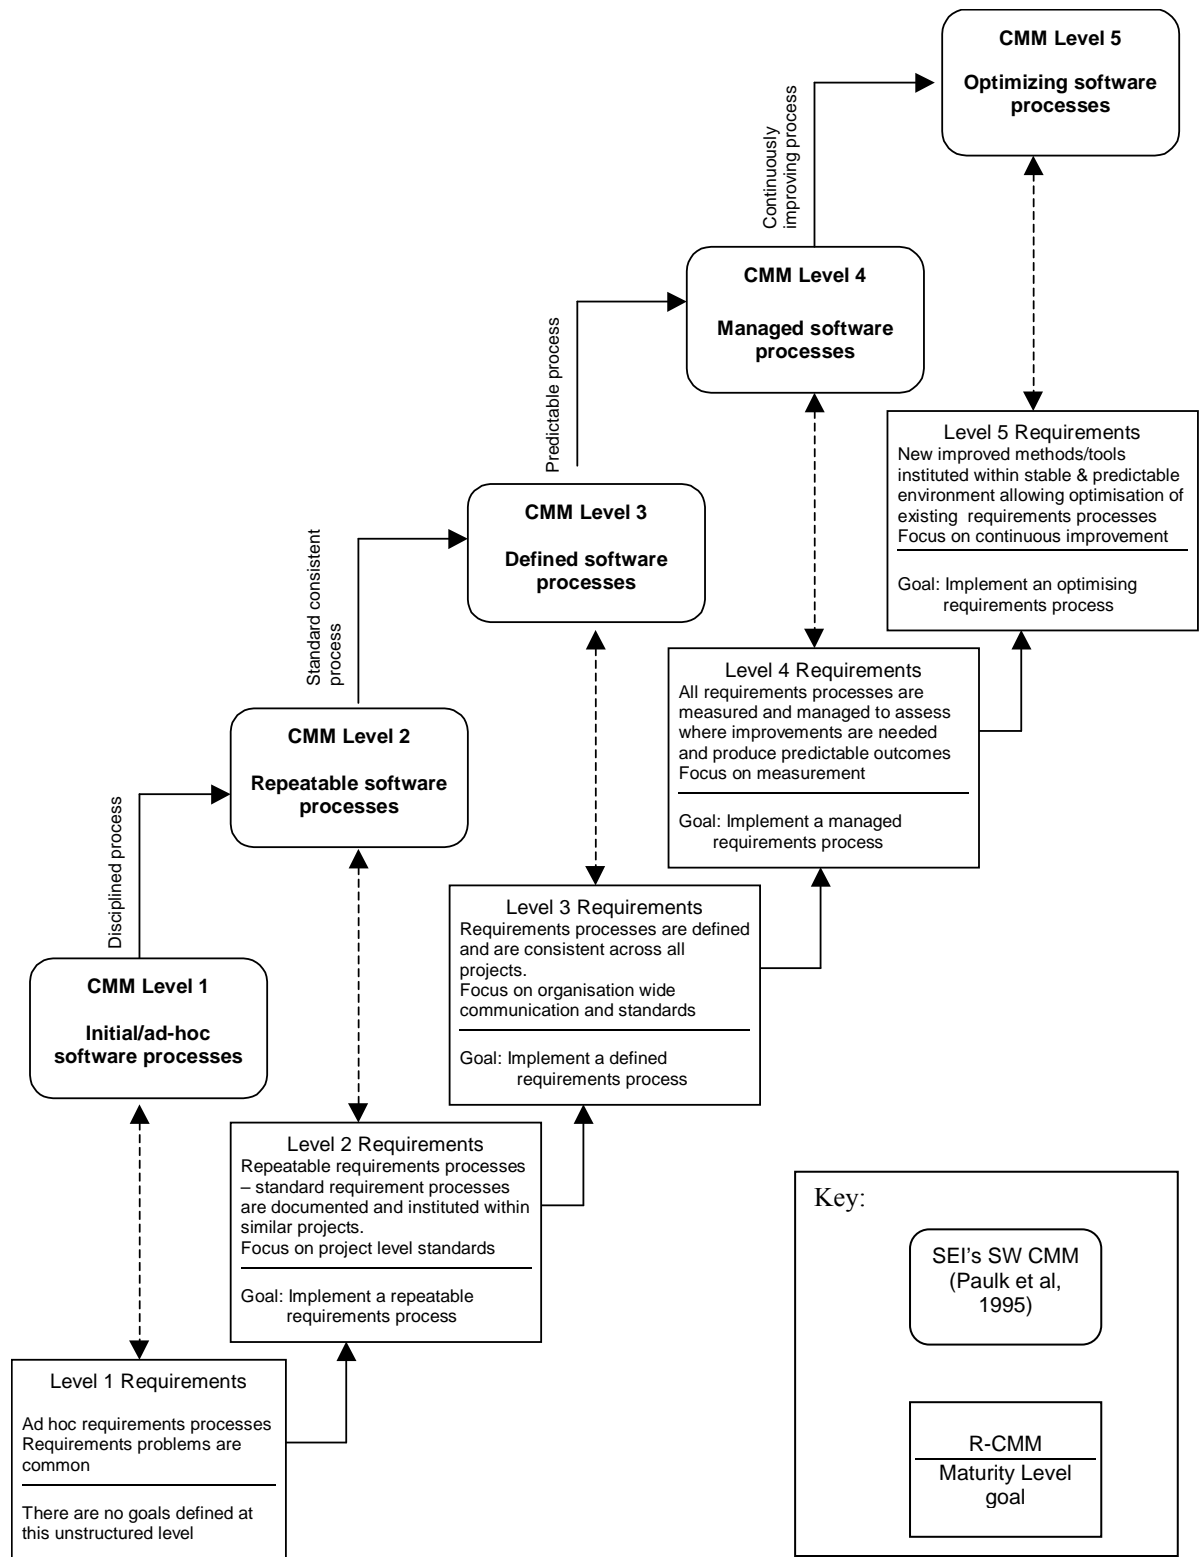 CMM Level 5
Optimizing software
processes
Continuously
improving process
CMM Level 4
Managed software
processes
Predictable process
Level 5 Requirements
New improved methods/tools
instituted within stable & predictable
environment allowing optimisation of
existing requirements processes
Focus on continuous improvement
Goal: Implement an optimising
requirements process
CMM Level 3
Defined software
processes
Standard consistent
process
Level 4 Requirements
All requirements processes are
measured and managed to assess
where improvements are needed
and produce predictable outcomes
Focus on measurement
Goal: Implement a managed
requirements process
CMM Level 2
Repeatable software
processes
Disciplined process
Level 3 Requirements
Requirements processes are defined
and are consistent across all
projects.
Focus on organisation wide
communication and standards
Goal: Implement a defined
requirements process
CMM Level 1
Initial/ad-hoc
software processes
Level 2 Requirements
Repeatable requirements processes
– standard requirement processes
are documented and instituted within
similar projects.
Focus on project level standards
Goal: Implement a repeatable
requirements process
Level 1 Requirements
Ad hoc requirements processes
Requirements problems are
common
There are no goals defined at
this unstructured level
Key:
SEI's SW CMM
(Paulk et al,
1995)
R-CMM
Maturity Level
goal